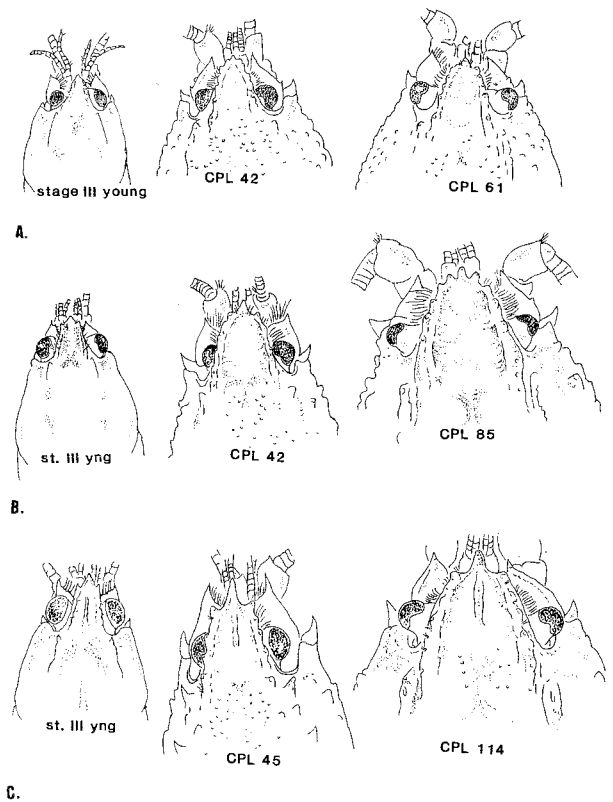 stage III young
CPL 42
CPL 61
A.
st. III yng
CPL 42
CPL 85
B.
st. III yng
CPL 45
CPL 114
C.